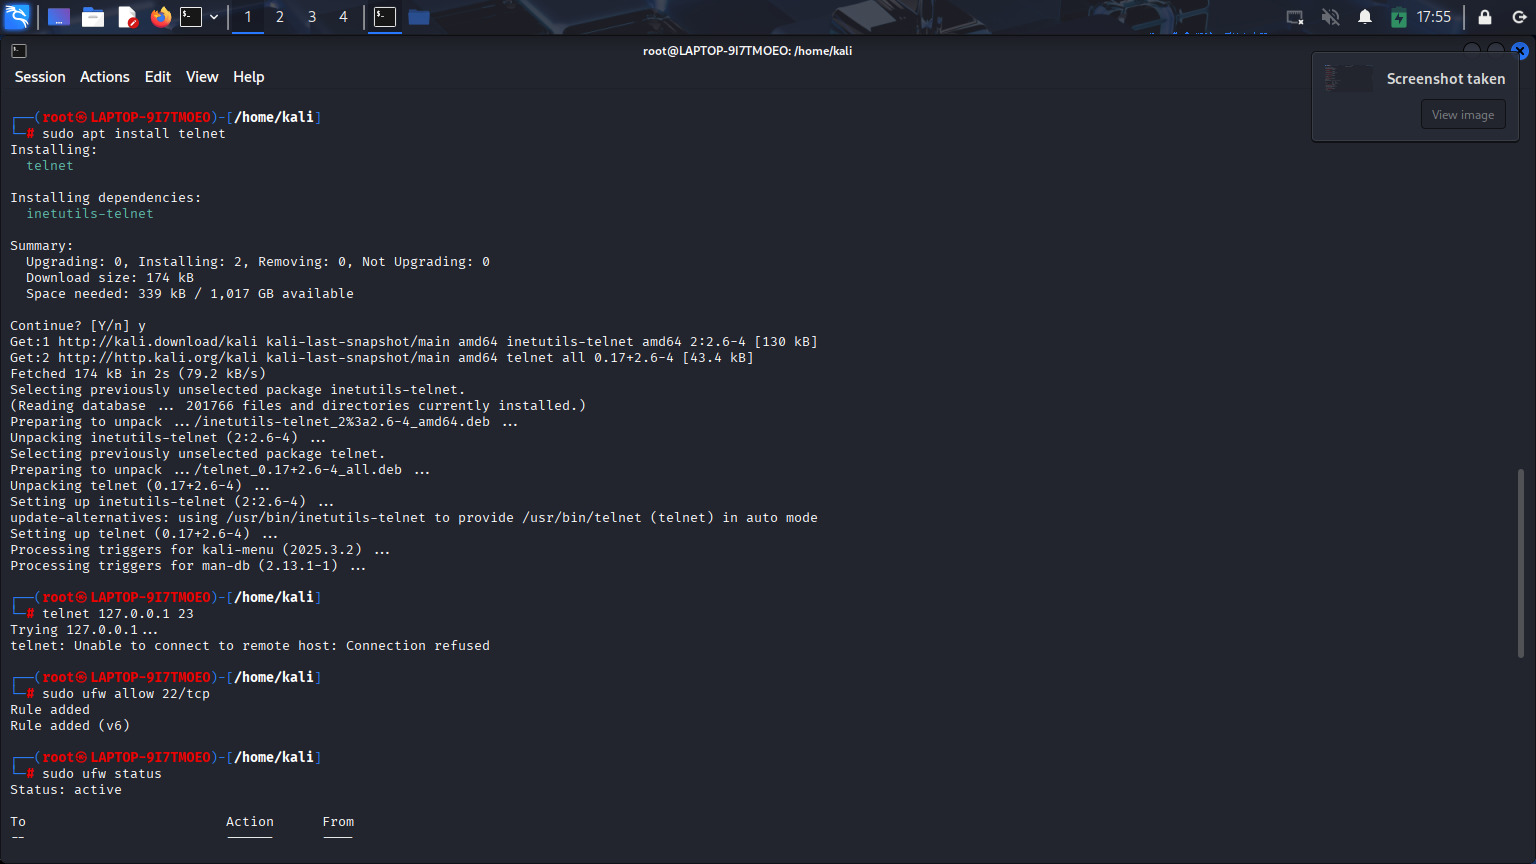 1 2 3 4 17:55
root@LAPTOP-9I7TMOEO: /home/kali
Session Actions Edit View Help
Screenshot taken
View image
┌──(root㉿LAPTOP-9I7TMOEO)-[/home/kali]
└─# sudo apt install telnet
Installing:
  telnet
Installing dependencies:
  inetutils-telnet
Summary:
  Upgrading: 0, Installing: 2, Removing: 0, Not Upgrading: 0
  Download size: 174 kB
  Space needed: 339 kB / 1,017 GB available
Continue? [Y/n] y
Get:1 http://kali.download/kali kali-last-snapshot/main amd64 inetutils-telnet amd64 2:2.6-4 [130 kB]
Get:2 http://http.kali.org/kali kali-last-snapshot/main amd64 telnet all 0.17+2.6-4 [43.4 kB]
Fetched 174 kB in 2s (79.2 kB/s)
Selecting previously unselected package inetutils-telnet.
(Reading database ... 201766 files and directories currently installed.)
Preparing to unpack .../inetutils-telnet_2%3a2.6-4_amd64.deb ...
Unpacking inetutils-telnet (2:2.6-4) ...
Selecting previously unselected package telnet.
Preparing to unpack .../telnet_0.17+2.6-4_all.deb ...
Unpacking telnet (0.17+2.6-4) ...
Setting up inetutils-telnet (2:2.6-4) ...
update-alternatives: using /usr/bin/inetutils-telnet to provide /usr/bin/telnet (telnet) in auto mode
Setting up telnet (0.17+2.6-4) ...
Processing triggers for kali-menu (2025.3.2) ...
Processing triggers for man-db (2.13.1-1) ...
┌──(root㉿LAPTOP-9I7TMOEO)-[/home/kali]
└─# telnet 127.0.0.1 23
Trying 127.0.0.1...
telnet: Unable to connect to remote host: Connection refused
┌──(root㉿LAPTOP-9I7TMOEO)-[/home/kali]
└─# sudo ufw allow 22/tcp
Rule added
Rule added (v6)
┌──(root㉿LAPTOP-9I7TMOEO)-[/home/kali]
└─# sudo ufw status
Status: active
To                         Action      From
--                         ------      ----